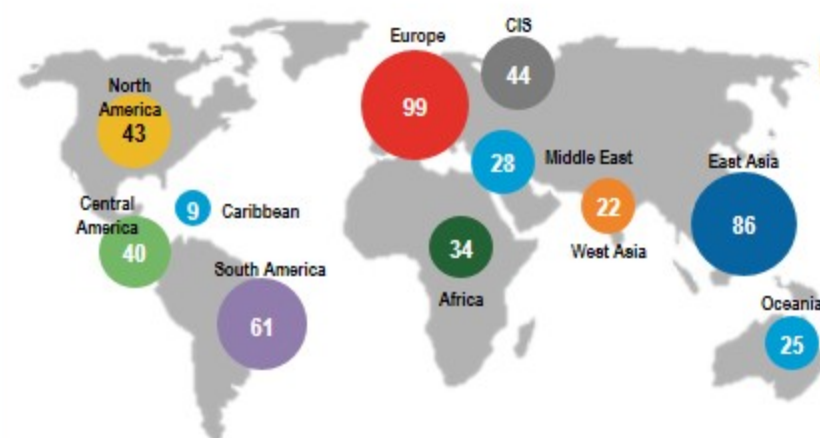 CIS
Europe
44
99
North
America
43
28
Middle East
East Asia
Central
America
9
Caribbean
22
86
40
34
West Asia
South America
Africa
61
Oceania
25